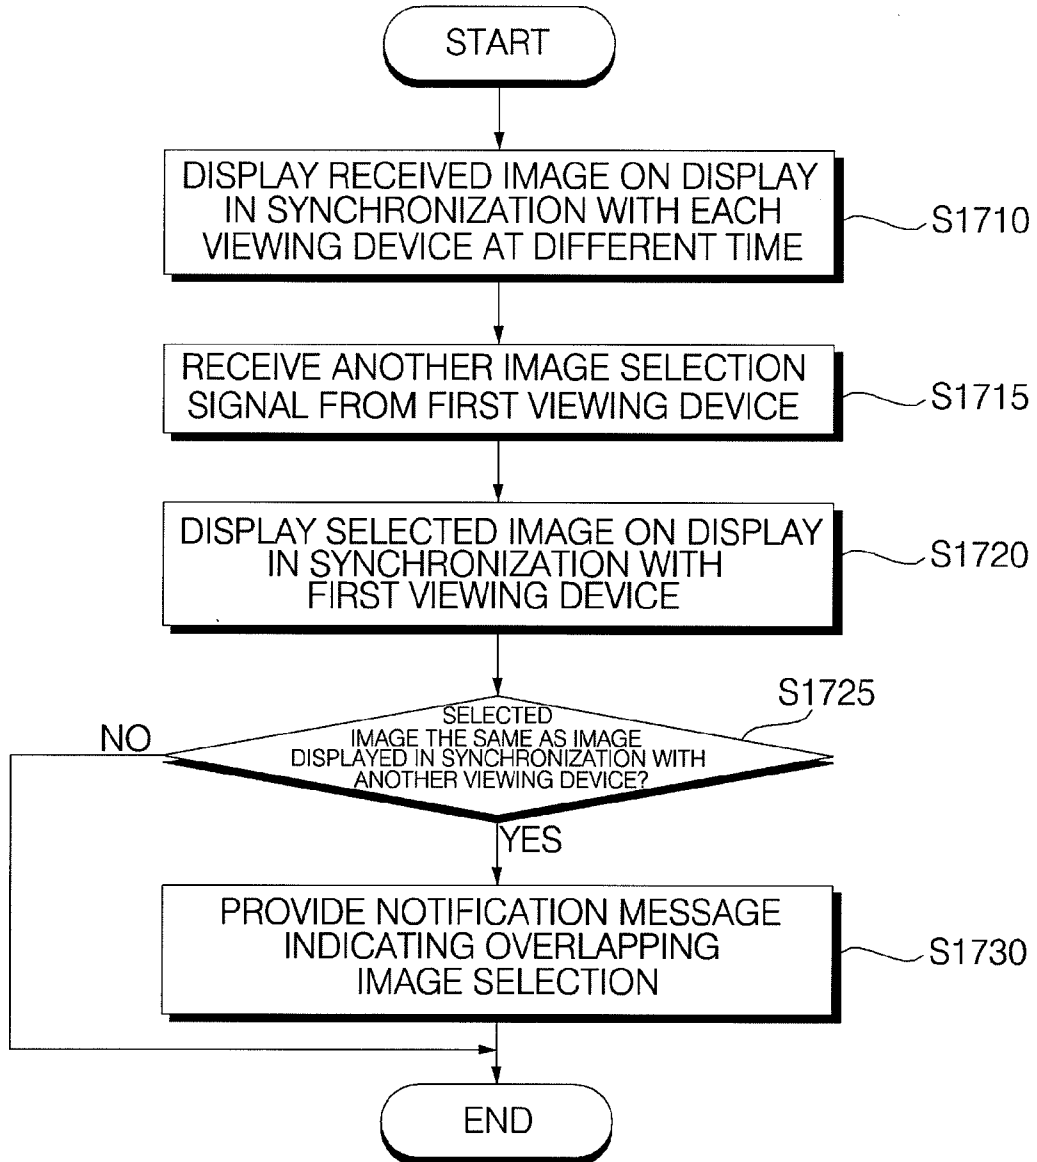 START
DISPLAY RECEIVED IMAGE ON DISPLAY
IN SYNCHRONIZATION WITH EACH
VIEWING DEVICE AT DIFFERENT TIME
S1710
RECEIVE ANOTHER IMAGE SELECTION
SIGNAL FROM FIRST VIEWING DEVICE
S1715
DISPLAY SELECTED IMAGE ON DISPLAY
IN SYNCHRONIZATION WITH
FIRST VIEWING DEVICE
S1720
S1725
SELECTED
IMAGE THE SAME AS IMAGE
DISPLAYED IN SYNCHRONIZATION WITH
ANOTHER VIEWING DEVICE?
NO
YES
PROVIDE NOTIFICATION MESSAGE
INDICATING OVERLAPPING
IMAGE SELECTION
S1730
END